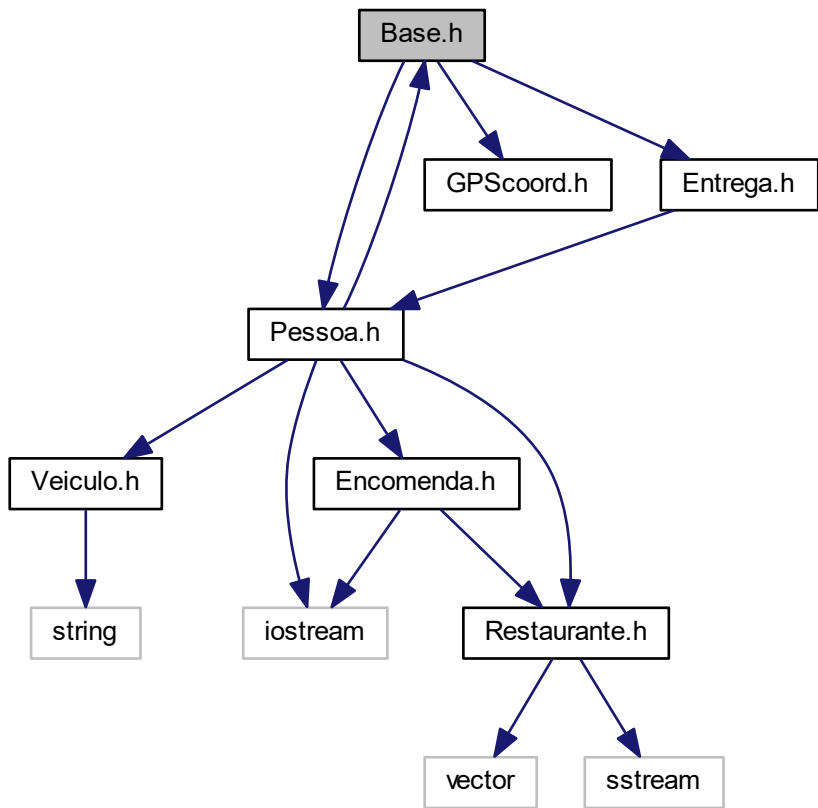 Base.h
GPScoord.h
Entrega.h
Pessoa.h
Veiculo.h
Encomenda.h
string
iostream
Restaurante.h
vector
sstream